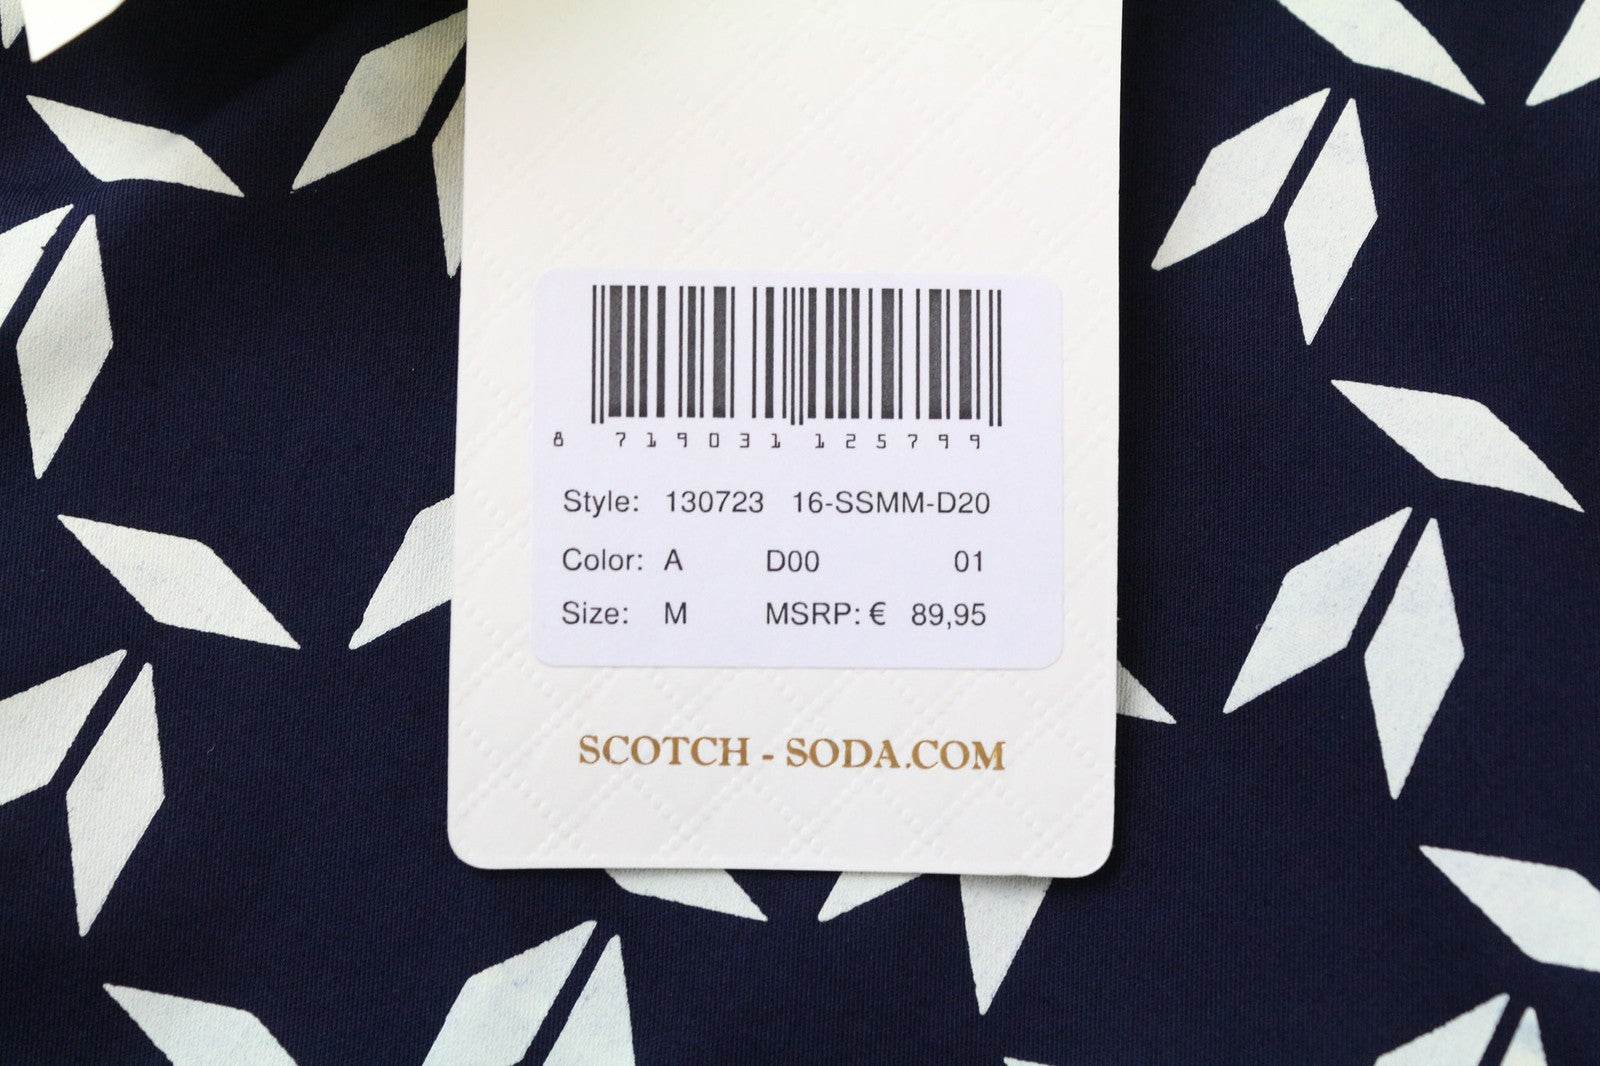 8 719031 125799
Style: 130723 16-SSMM-D20
Color: A D00 01
Size: M MSRP: € 89,95
SCOTCH - SODA.COM